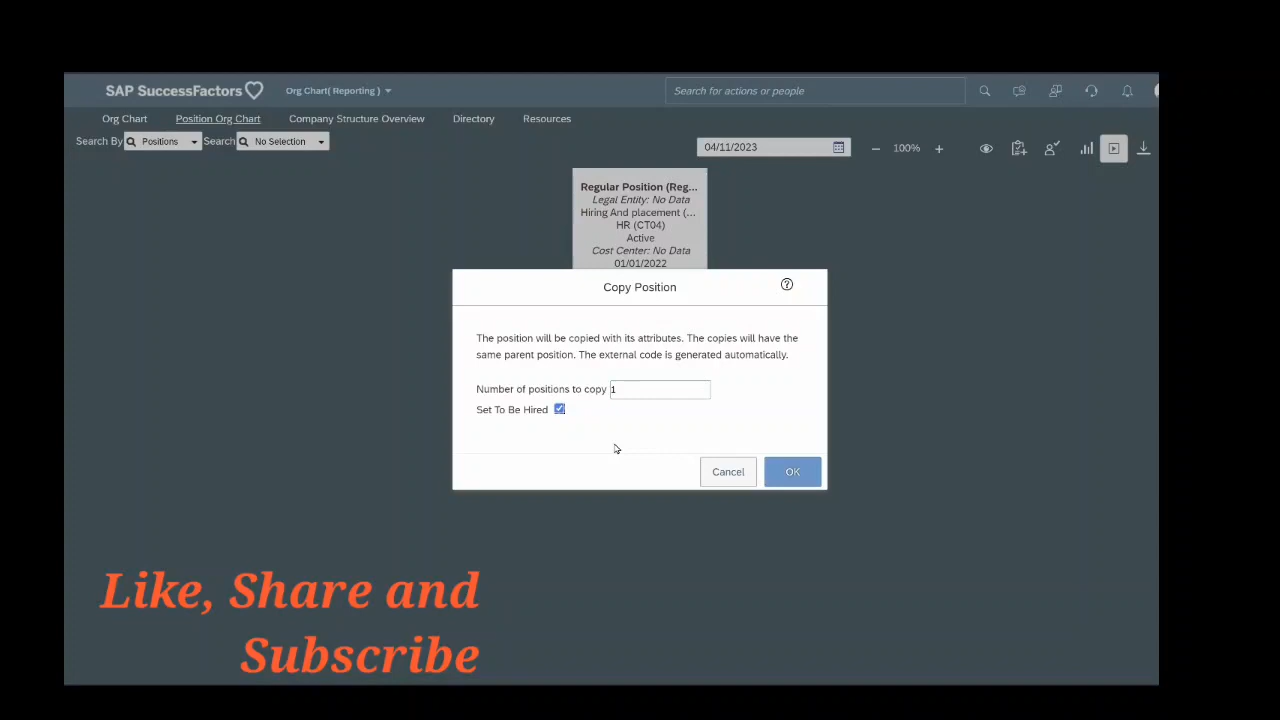 SAP SuccessFactors
Org Chart( Reporting )
Search for actions or people
Org Chart
Position Org Chart
Company Structure Overview
Directory
Resources
Search By
Positions
Search
No Selection
04/11/2023
100%
Regular Position (Reg...
Legal Entity: No Data
Hiring And placement (...
HR (CT04)
Active
Cost Center: No Data
01/01/2022
Copy Position
The position will be copied with its attributes. The copies will have the
same parent position. The external code is generated automatically.
Number of positions to copy 1
Set To Be Hired
Cancel
OK
Like, Share and
Subscribe